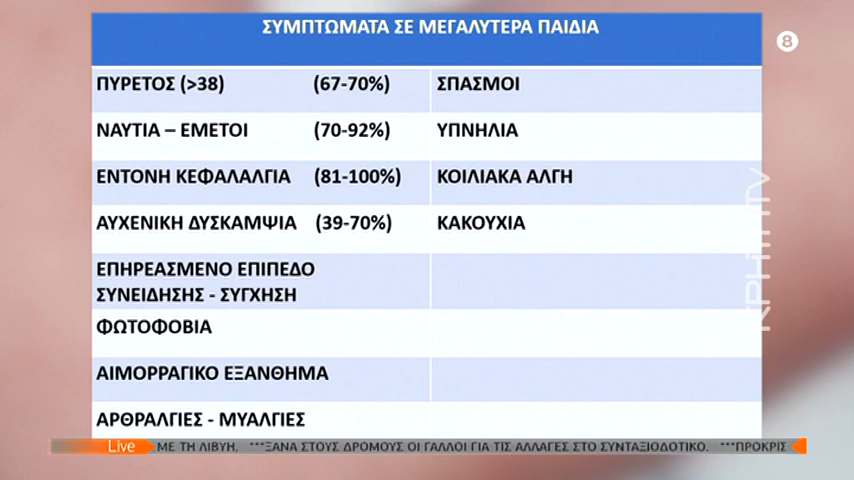 ΣΥΜΠΤΩΜΑΤΑ ΣΕ ΜΕΓΑΛΥΤΕΡΑ ΠΑΙΔΙΑ
8
ΠΥΡΕΤΟΣ (>38) (67-70%) ΣΠΑΣΜΟΙ
ΝΑΥΤΙΑ – ΕΜΕΤΟΙ (70-92%) ΥΠΝΗΛΙΑ
ΕΝΤΟΝΗ ΚΕΦΑΛΑΛΓΙΑ (81-100%) ΚΟΙΛΙΑΚΑ ΑΛΓΗ
ΑΥΧΕΝΙΚΗ ΔΥΣΚΑΜΨΙΑ (39-70%) ΚΑΚΟΥΧΙΑ
ΕΠΗΡΕΑΣΜΕΝΟ ΕΠΙΠΕΔΟ
ΣΥΝΕΙΔΗΣΗΣ - ΣΥΓΧΗΣΗ
ΦΩΤΟΦΟΒΙΑ
ΑΙΜΟΡΡΑΓΙΚΟ ΕΞΑΝΘΗΜΑ
ΑΡΘΡΑΛΓΙΕΣ - ΜΥΑΛΓΙΕΣ
ΚΡΗΤΗ TV
Live ΜΕ ΤΗ ΛΙΒΥΗ, ***ΞΑΝΑ ΣΤΟΥΣ ΔΡΟΜΟΥΣ ΟΙ ΓΑΛΛΟΙ ΓΙΑ ΤΙΣ ΑΛΛΑΓΕΣ ΣΤΟ ΣΥΝΤΑΞΙΟΔΟΤΙΚΟ. ***ΠΡΟΚΡΙΣ